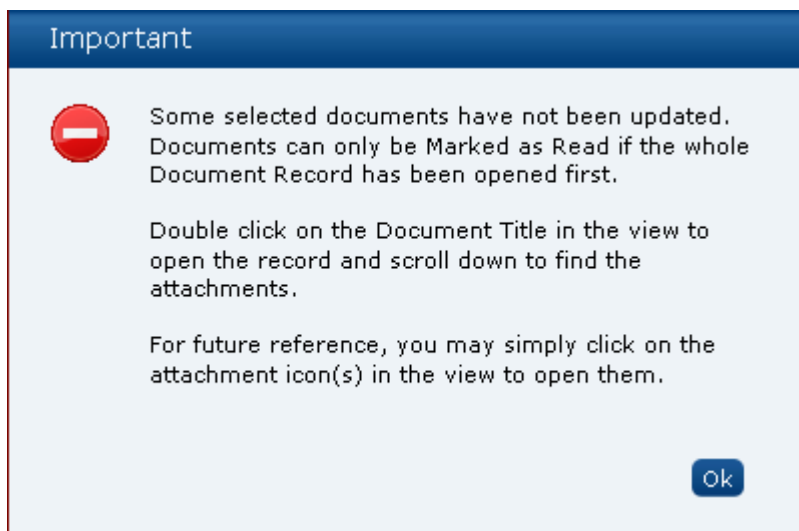 Important
Some selected documents have not been updated.
Documents can only be Marked as Read if the whole
Document Record has been opened first.
Double click on the Document Title in the view to
open the record and scroll down to find the
attachments.
For future reference, you may simply click on the
attachment icon(s) in the view to open them.
Ok